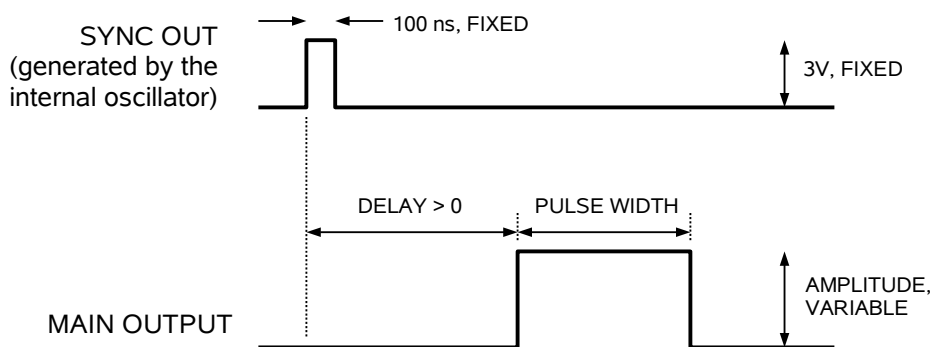 100 ns, FIXED
SYNC OUT
(generated by the
internal oscillator)
3V, FIXED
DELAY > 0
PULSE WIDTH
AMPLITUDE,
VARIABLE
MAIN OUTPUT